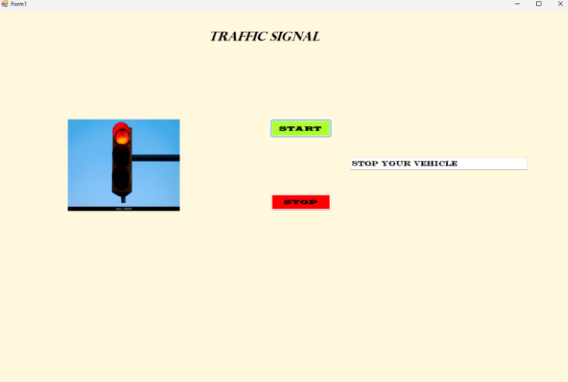 Form1
TRAFFIC SIGNAL
START
STOP YOUR VEHICLE
STOP